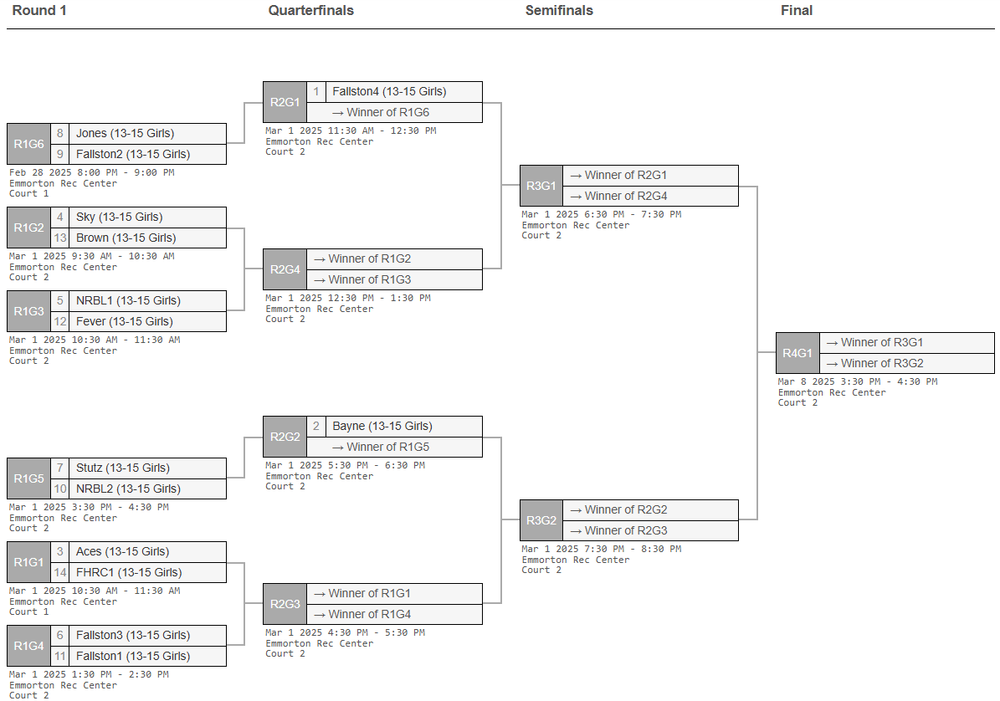 Round 1
Quarterfinals
Semifinals
Final
R1G6
8 Jones (13-15 Girls)
9 Fallston2 (13-15 Girls)
Feb 28 2025 8:00 PM - 9:00 PM
Emmorton Rec Center
Court 1
R1G2
4 Sky (13-15 Girls)
13 Brown (13-15 Girls)
Mar 1 2025 9:30 AM - 10:30 AM
Emmorton Rec Center
Court 2
R1G3
5 NRBL1 (13-15 Girls)
12 Fever (13-15 Girls)
Mar 1 2025 10:30 AM - 11:30 AM
Emmorton Rec Center
Court 2
R1G5
7 Stutz (13-15 Girls)
10 NRBL2 (13-15 Girls)
Mar 1 2025 3:30 PM - 4:30 PM
Emmorton Rec Center
Court 2
R1G1
3 Aces (13-15 Girls)
14 FHRC1 (13-15 Girls)
Mar 1 2025 10:30 AM - 11:30 AM
Emmorton Rec Center
Court 1
R1G4
6 Fallston3 (13-15 Girls)
11 Fallston1 (13-15 Girls)
Mar 1 2025 1:30 PM - 2:30 PM
Emmorton Rec Center
Court 2
R2G1
1 Fallston4 (13-15 Girls)
→ Winner of R1G6
Mar 1 2025 11:30 AM - 12:30 PM
Emmorton Rec Center
Court 2
R2G4
→ Winner of R1G2
→ Winner of R1G3
Mar 1 2025 12:30 PM - 1:30 PM
Emmorton Rec Center
Court 2
R2G2
2 Bayne (13-15 Girls)
→ Winner of R1G5
Mar 1 2025 5:30 PM - 6:30 PM
Emmorton Rec Center
Court 2
R2G3
→ Winner of R1G1
→ Winner of R1G4
Mar 1 2025 4:30 PM - 5:30 PM
Emmorton Rec Center
Court 2
R3G1
→ Winner of R2G1
→ Winner of R2G4
Mar 1 2025 6:30 PM - 7:30 PM
Emmorton Rec Center
Court 2
R3G2
→ Winner of R2G2
→ Winner of R2G3
Mar 1 2025 7:30 PM - 8:30 PM
Emmorton Rec Center
Court 2
R4G1
→ Winner of R3G1
→ Winner of R3G2
Mar 8 2025 3:30 PM - 4:30 PM
Emmorton Rec Center
Court 2